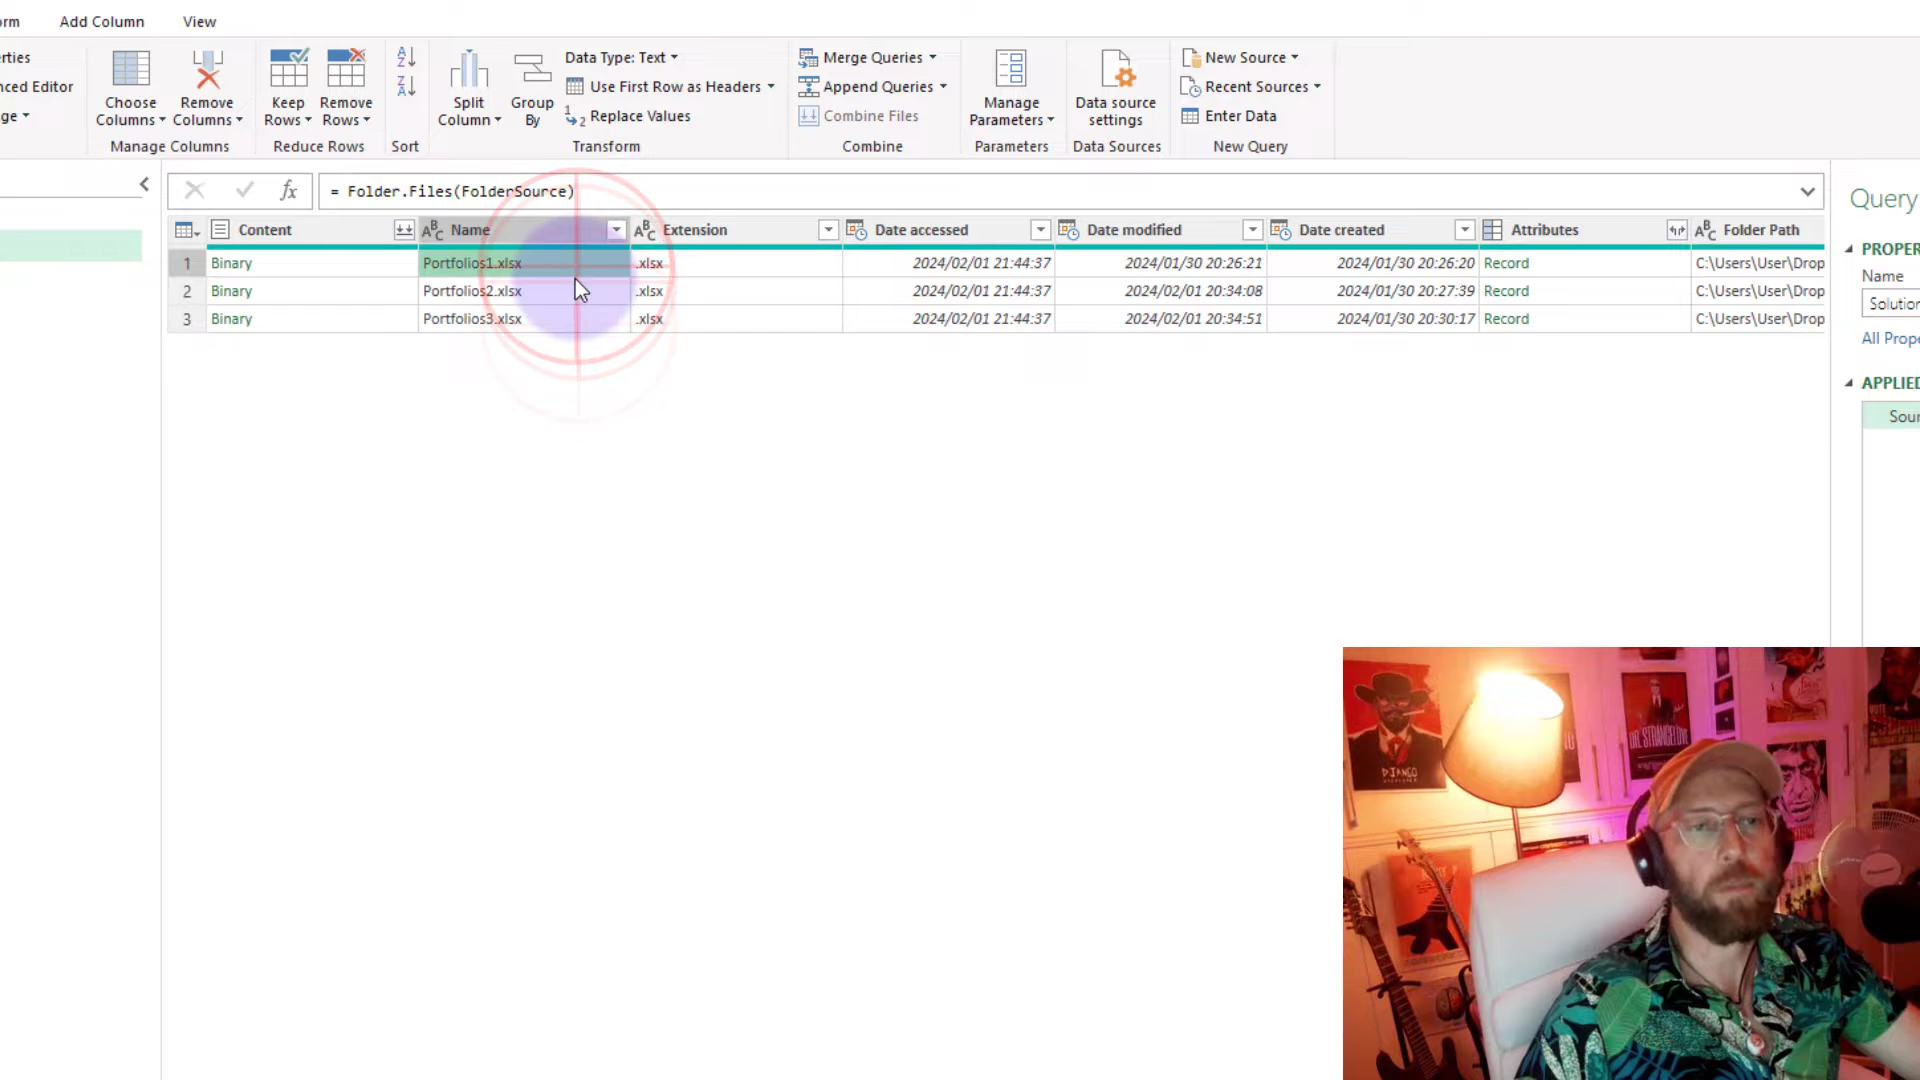 rm Add Column View
erties
nced Editor
ge
Choose Columns
Remove Columns
Manage Columns
Keep Rows
Remove Rows
Reduce Rows
Sort
Split Column
Group By
Data Type: Text
Use First Row as Headers
Replace Values
Transform
Merge Queries
Append Queries
Combine Files
Combine
Manage Parameters
Parameters
Data source settings
Data Sources
New Source
Recent Sources
Enter Data
New Query
fx = Folder.Files(FolderSource)
Content Name Extension Date accessed Date modified Date created Attributes Folder Path
1 Binary Portfolios1.xlsx .xlsx 2024/02/01 21:44:37 2024/01/30 20:26:21 2024/01/30 20:26:20 Record C:\Users\User\Drop
2 Binary Portfolios2.xlsx .xlsx 2024/02/01 21:44:37 2024/02/01 20:34:08 2024/01/30 20:27:39 Record C:\Users\User\Drop
3 Binary Portfolios3.xlsx .xlsx 2024/02/01 21:44:37 2024/02/01 20:34:51 2024/01/30 20:30:17 Record C:\Users\User\Drop
Query
PROPER
Name
Solution
All Prope
APPLIED
Sour
DJANGO
DR. STRANGELOVE